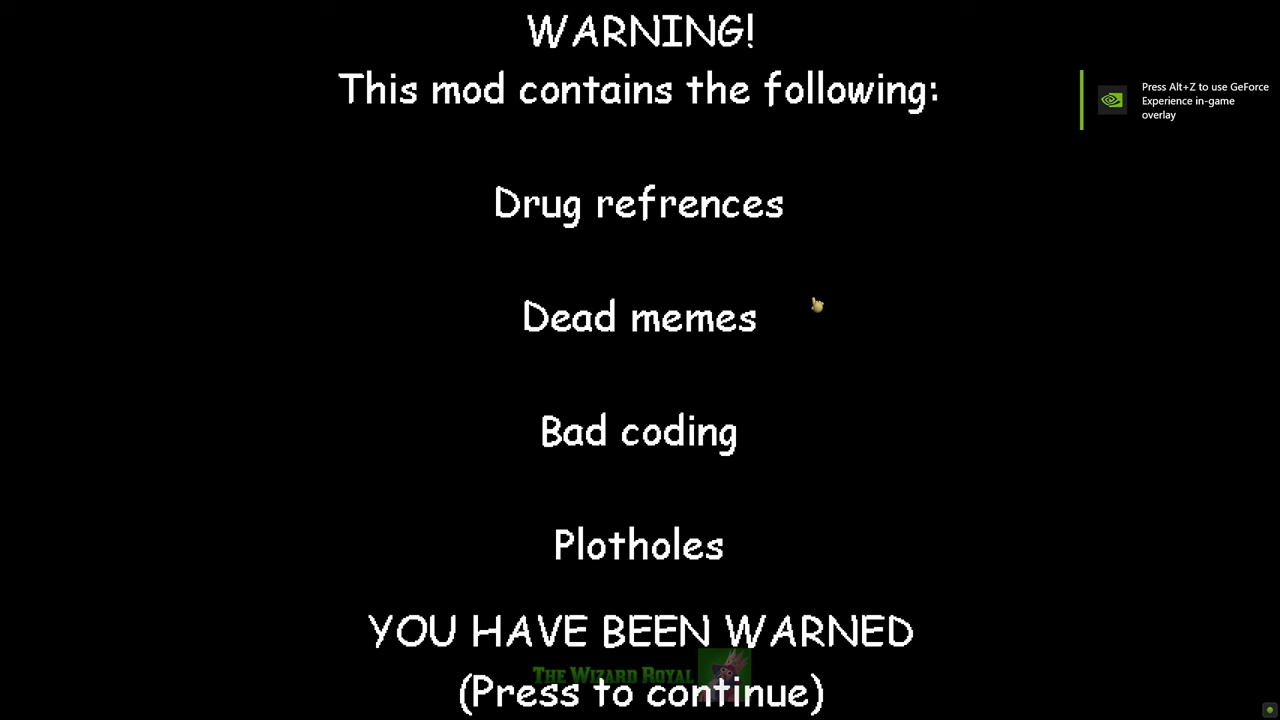 WARNING!
This mod contains the following:
Press Alt+Z to use GeForce
Experience in-game
overlay
Drug refrences
Dead memes
Bad coding
Plotholes
YOU HAVE BEEN WARNED
The Wizard Royal
(Press to continue)